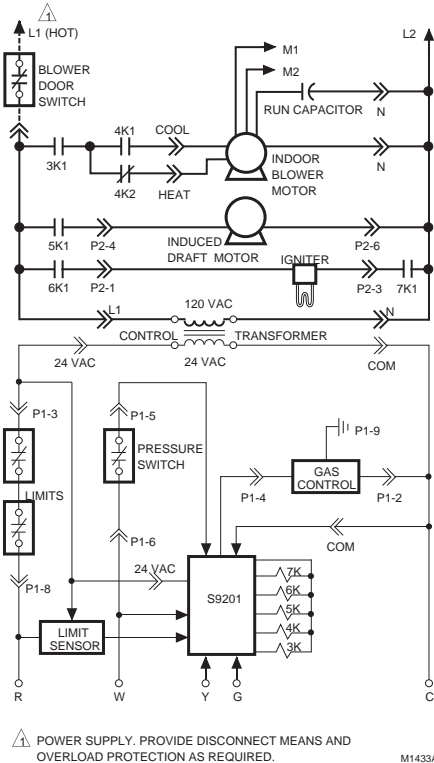 1
L1 (HOT)
L2
BLOWER
DOOR
SWITCH
M1
M2
RUN CAPACITOR
N
4K1
COOL
3K1
4K2
HEAT
INDOOR
BLOWER
MOTOR
N
5K1
P2-4
INDUCED
DRAFT MOTOR
P2-6
IGNITER
6K1
P2-1
P2-3
7K1
L1
120 VAC
N
CONTROL
TRANSFORMER
24 VAC
24 VAC
COM
P1-3
P1-5
P1-9
PRESSURE
SWITCH
GAS
CONTROL
LIMITS
P1-4
P1-2
P1-6
COM
24 VAC
P1-8
S9201
7K
6K
5K
4K
3K
LIMIT
SENSOR
R
W
Y
G
C
1 POWER SUPPLY. PROVIDE DISCONNECT MEANS AND
OVERLOAD PROTECTION AS REQUIRED.
M1433A